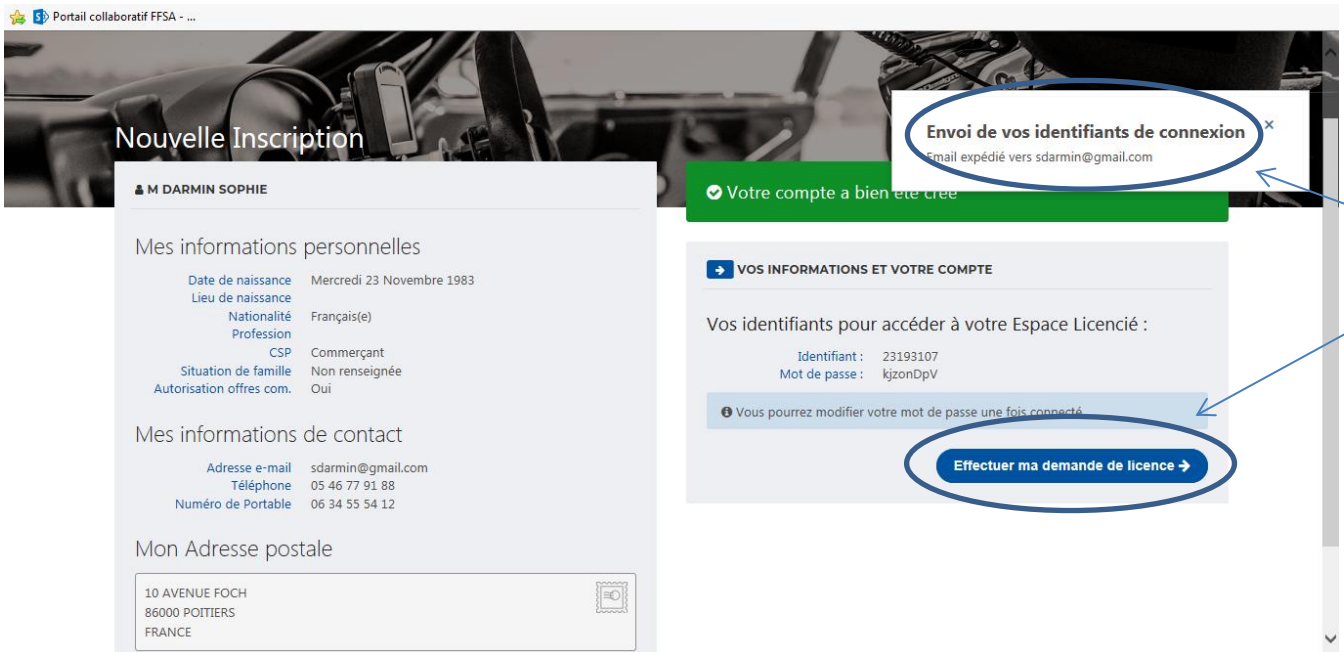 Portail collaboratif FFSA - ...
Nouvelle Inscription
M DARMIN SOPHIE
Mes informations personnelles
Date de naissance Mercredi 23 Novembre 1983
Lieu de naissance
Nationalité Français(e)
Profession
CSP Commerçant
Situation de famille Non renseignée
Autorisation offres com. Oui
Mes informations de contact
Adresse e-mail sdarmin@gmail.com
Téléphone 05 46 77 91 88
Numéro de Portable 06 34 55 54 12
Mon Adresse postale
10 AVENUE FOCH
86000 POITIERS
FRANCE
Envoi de vos identifiants de connexion ×
Email expédié vers sdarmin@gmail.com
Votre compte a bien été créé
VOS INFORMATIONS ET VOTRE COMPTE
Vos identifiants pour accéder à votre Espace Licencié :
Identifiant : 23193107
Mot de passe : kjzonDpV
Vous pourrez modifier votre mot de passe une fois connecté
Effectuer ma demande de licence →